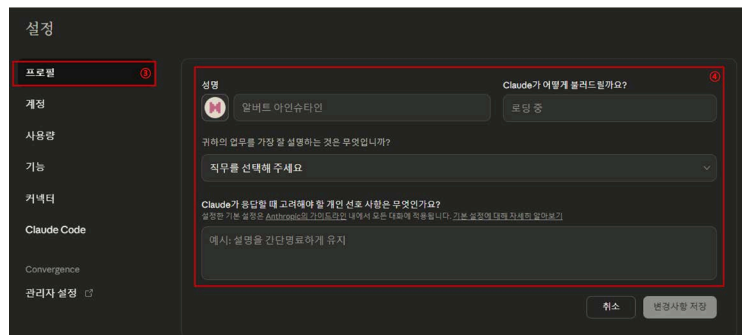 설정
프로필 ③
계정
사용량
기능
커넥터
Claude Code
Convergence
관리자 설정
④
성명
Claude가 어떻게 불러드릴까요?
알버트 아인슈타인
로딩 중
귀하의 업무를 가장 잘 설명하는 것은 무엇입니까?
직무를 선택해 주세요
Claude가 응답할 때 고려해야 할 개인 선호 사항은 무엇인가요?
설정한 기본 설정은 Anthropic의 가이드라인 내에서 모든 대화에 적용됩니다. 기본 설정에 대해 자세히 알아보기
예시: 설명을 간단명료하게 유지
취소
변경사항 저장